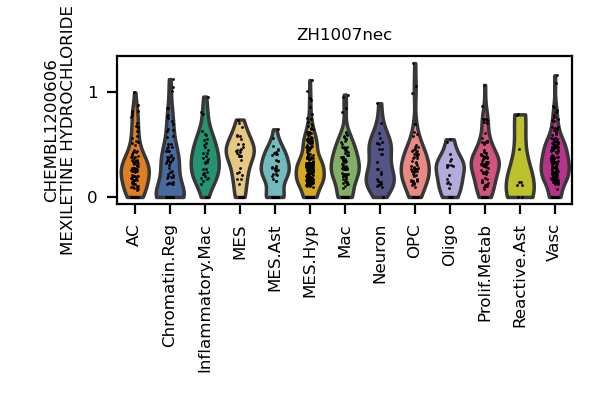 ZH1007nec
CHEMBL1200606
MEXILETINE HYDROCHLORIDE
1
0
AC
Chromatin.Reg
Inflammatory.Mac
MES
MES.Ast
MES.Hyp
Mac
Neuron
OPC
Oligo
Prolif.Metab
Reactive.Ast
Vasc